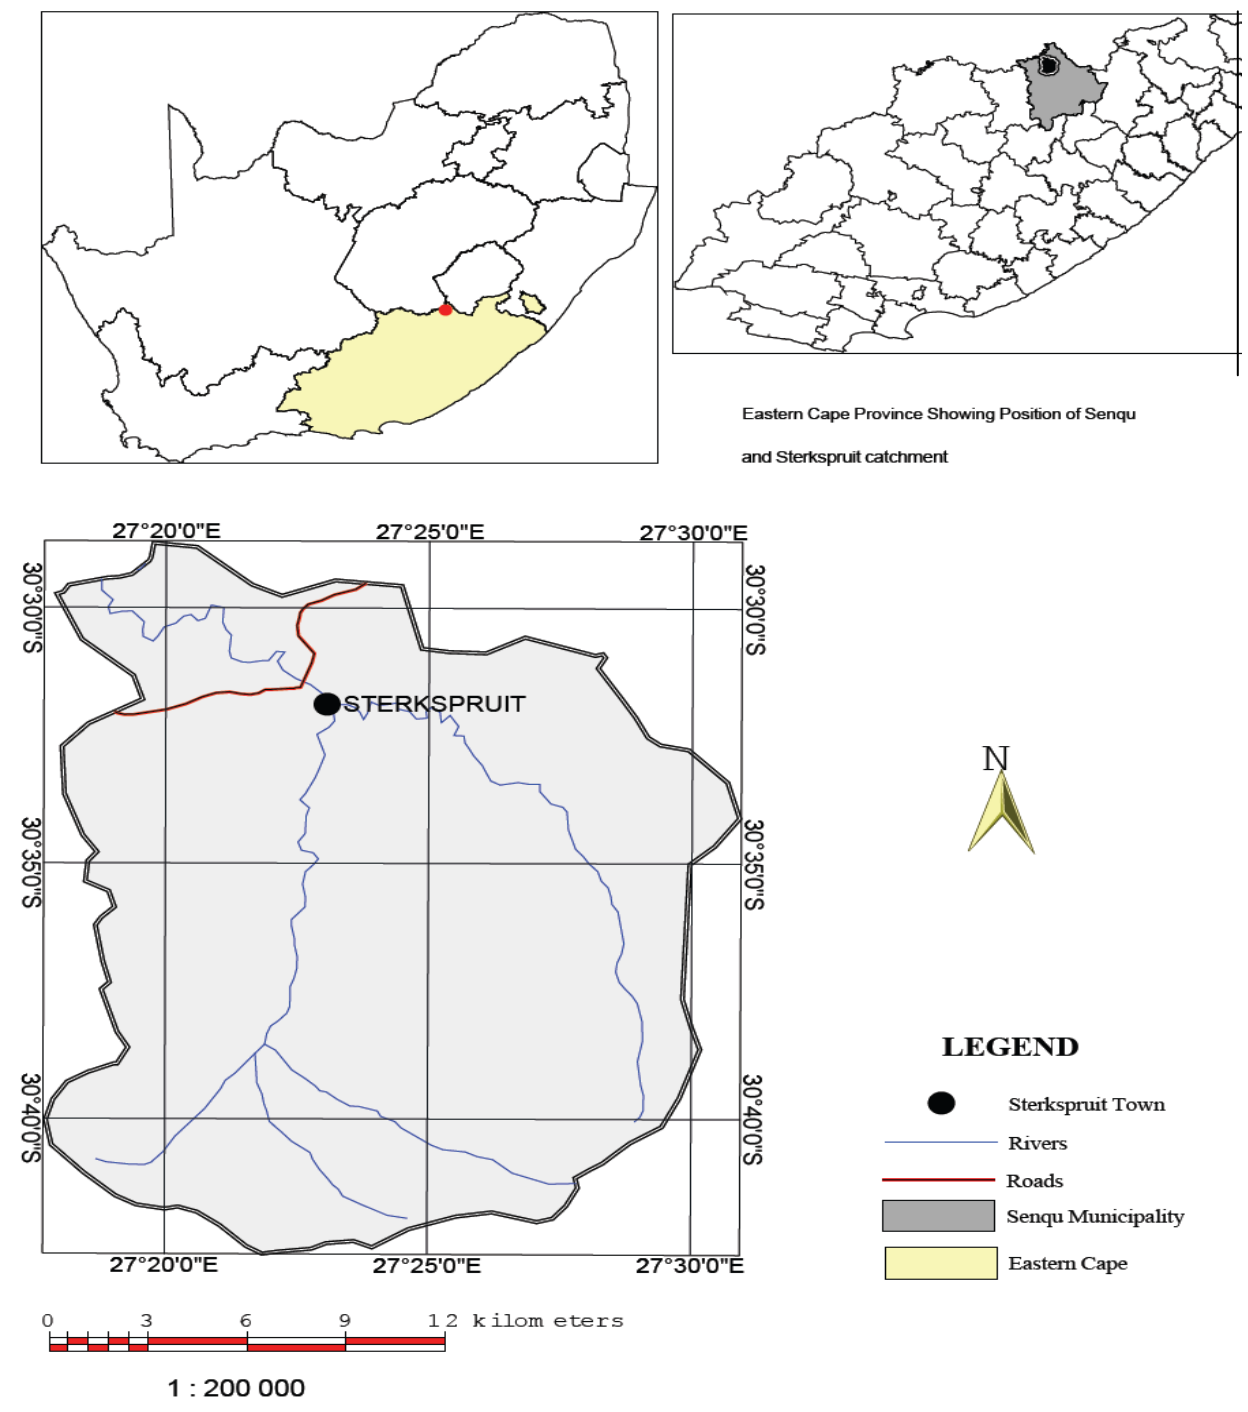 Eastern Cape Province Showing Position of Senqu
and Sterkspruit catchment
27°20'0"E 27°25'0"E 27°30'0"E
30°30'0"S 30°30'0"S
STERKSPRUIT
N
30°35'0"S 30°35'0"S
LEGEND
Sterkspruit Town
30°40'0"S 30°40'0"S
Rivers
Roads
Senqu Municipality
Eastern Cape
27°20'0"E 27°25'0"E 27°30'0"E
0 3 6 9 12 kilom eters
1 : 200 000